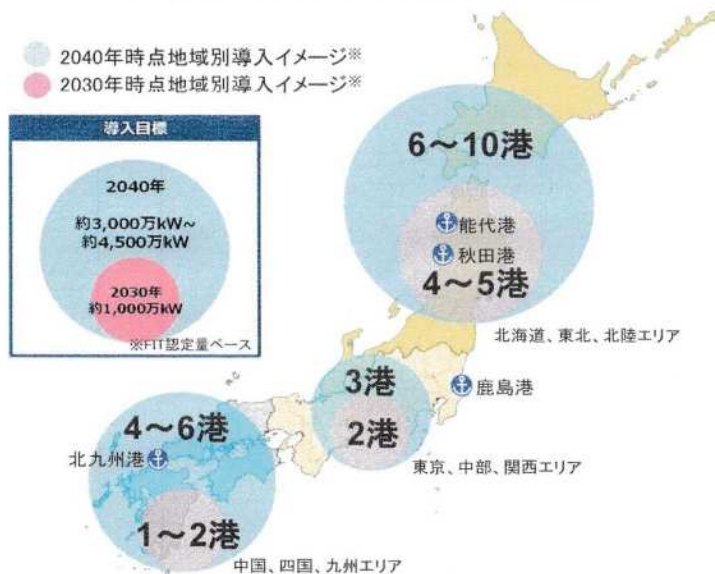 2040年時点地域別導入イメージ※
2030年時点地域別導入イメージ※
導入目標
2040年
約3,000万kW～
約4,500万kW
2030年
約1,000万kW
※FIT認定量ベース
6～10港
能代港
秋田港
4～5港
北海道、東北、北陸エリア
3港
鹿島港
2港
東京、中部、関西エリア
4～6港
北九州港
1～2港
中国、四国、九州エリア